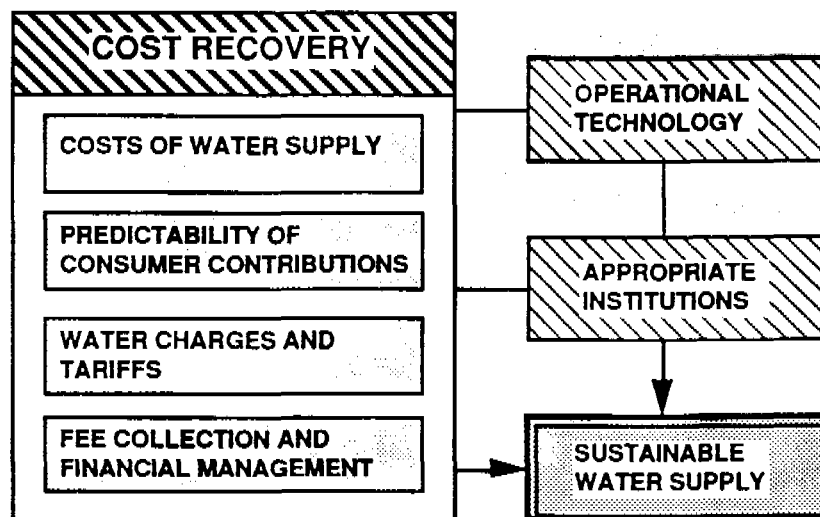 COST RECOVERY
COSTS OF WATER SUPPLY
PREDICTABILITY OF
CONSUMER CONTRIBUTIONS
WATER CHARGES AND
TARIFFS
FEE COLLECTION AND
FINANCIAL MANAGEMENT
OPERATIONAL
TECHNOLOGY
APPROPRIATE
INSTITUTIONS
SUSTAINABLE
WATER SUPPLY